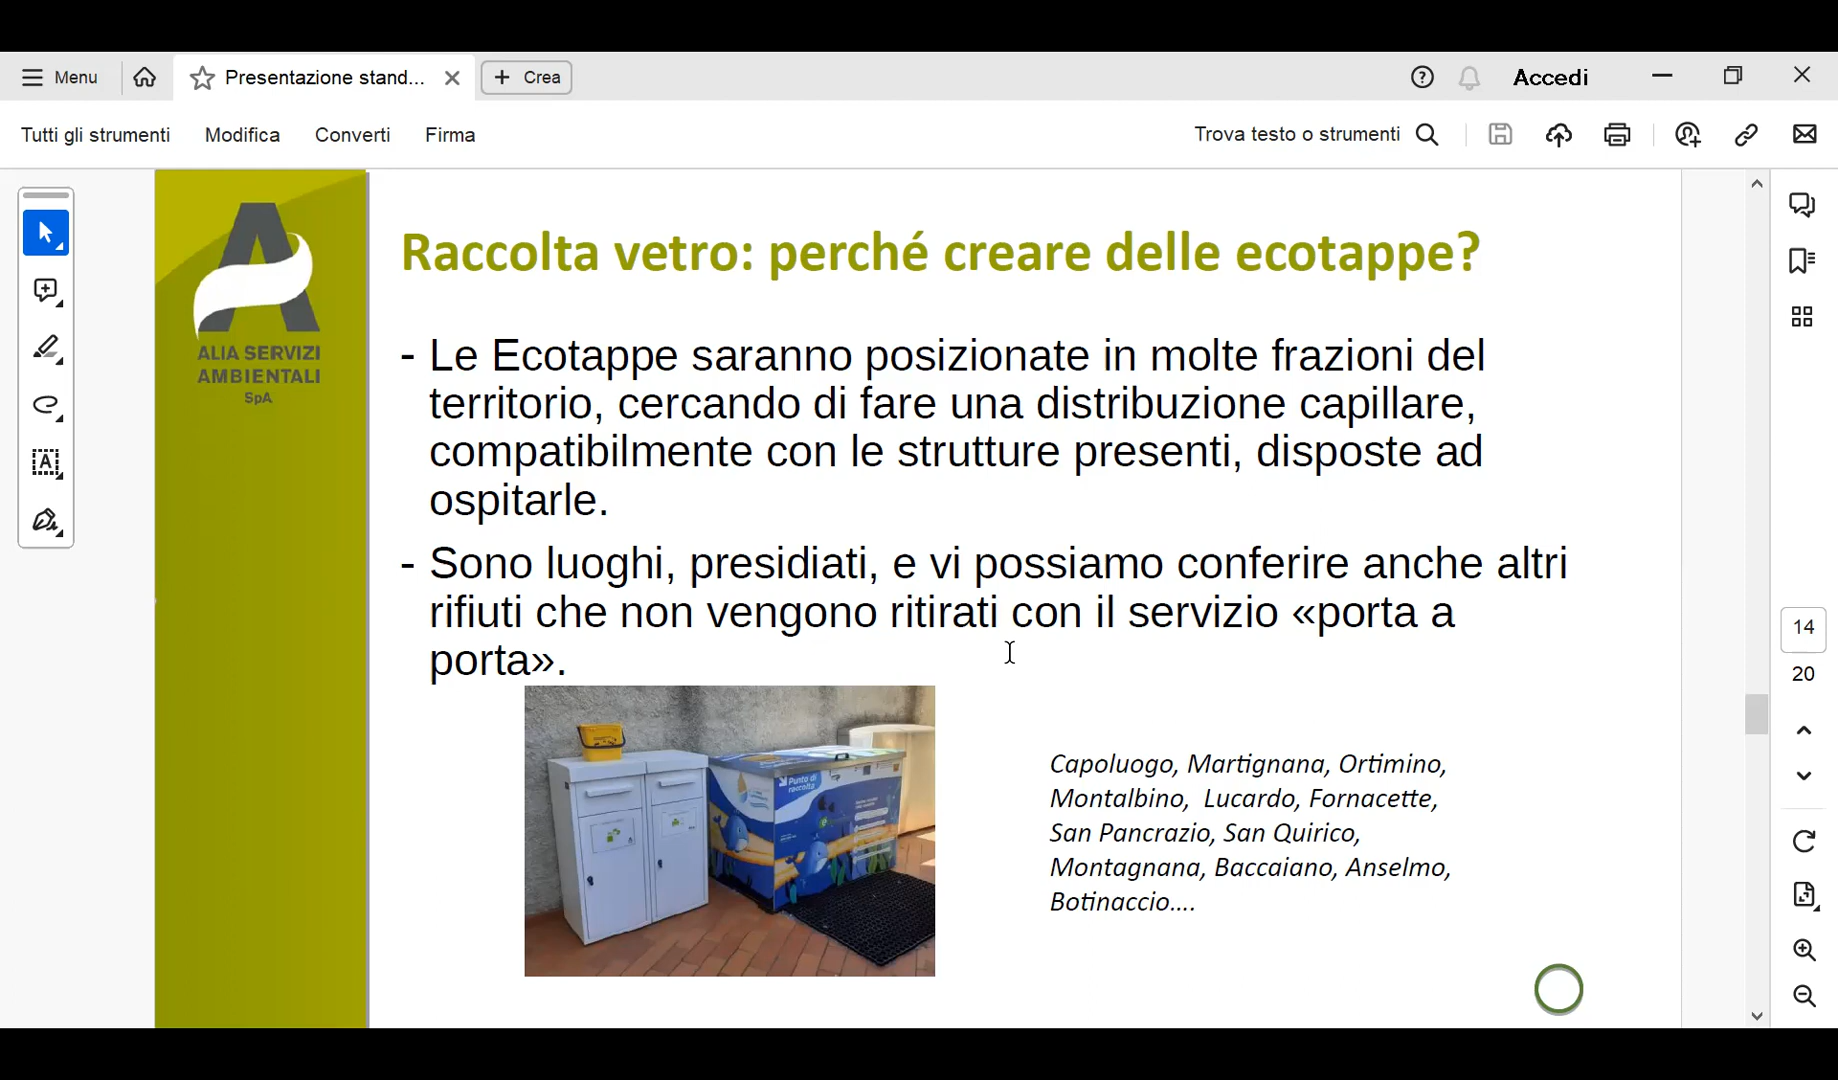 Menu
Presentazione stand...
Crea
Accedi
Tutti gli strumenti
Modifica
Converti
Firma
Trova testo o strumenti
ALIA SERVIZI
AMBIENTALI
SpA
Raccolta vetro: perché creare delle ecotappe?
- Le Ecotappe saranno posizionate in molte frazioni del
territorio, cercando di fare una distribuzione capillare,
compatibilmente con le strutture presenti, disposte ad
ospitarle.
- Sono luoghi, presidiati, e vi possiamo conferire anche altri
rifiuti che non vengono ritirati con il servizio «porta a
porta».
Punto di
raccolta
Capoluogo, Martignana, Ortimino,
Montalbino, Lucardo, Fornacette,
San Pancrazio, San Quirico,
Montagnana, Baccaiano, Anselmo,
Botinaccio....
14
20